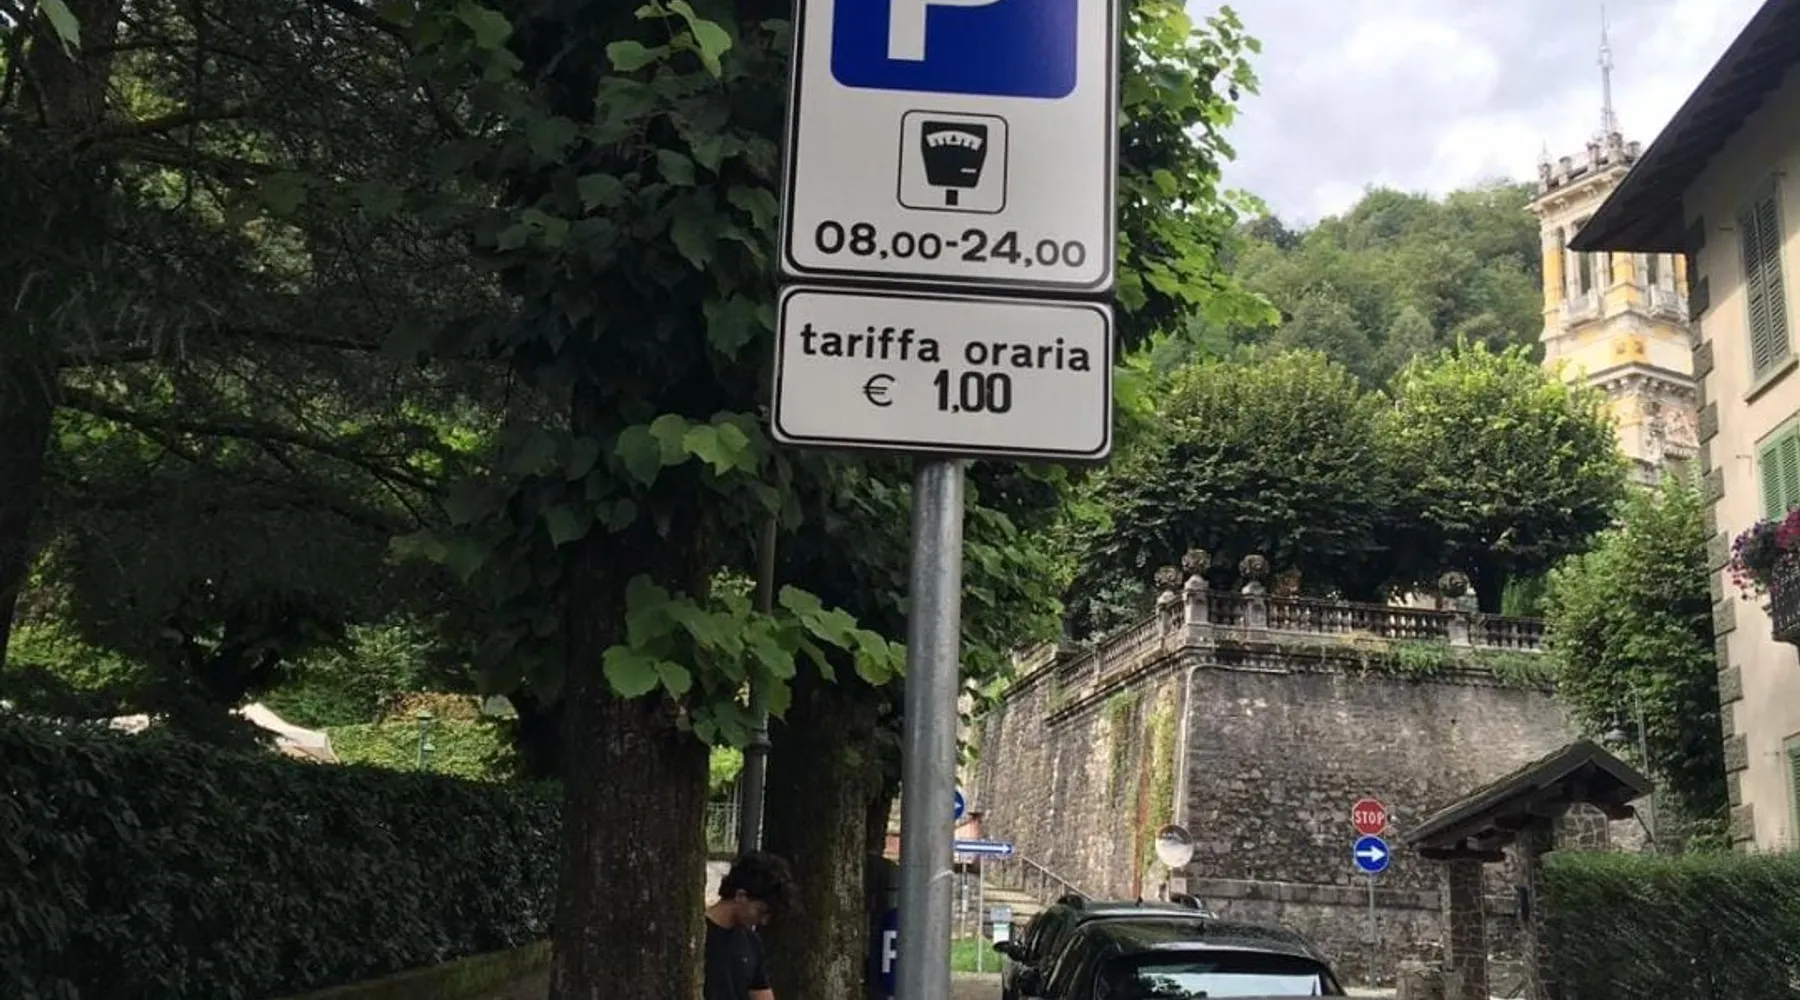 P
08,00-24,00
tariffa oraria
€ 1,00
STOP
P